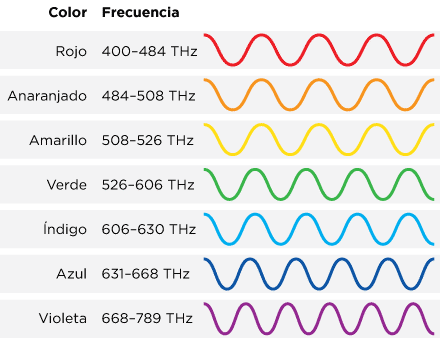 Color Frecuencia
Rojo 400–484 THz
Anaranjado 484–508 THz
Amarillo 508–526 THz
Verde 526–606 THz
Índigo 606–630 THz
Azul 631–668 THz
Violeta 668–789 THz